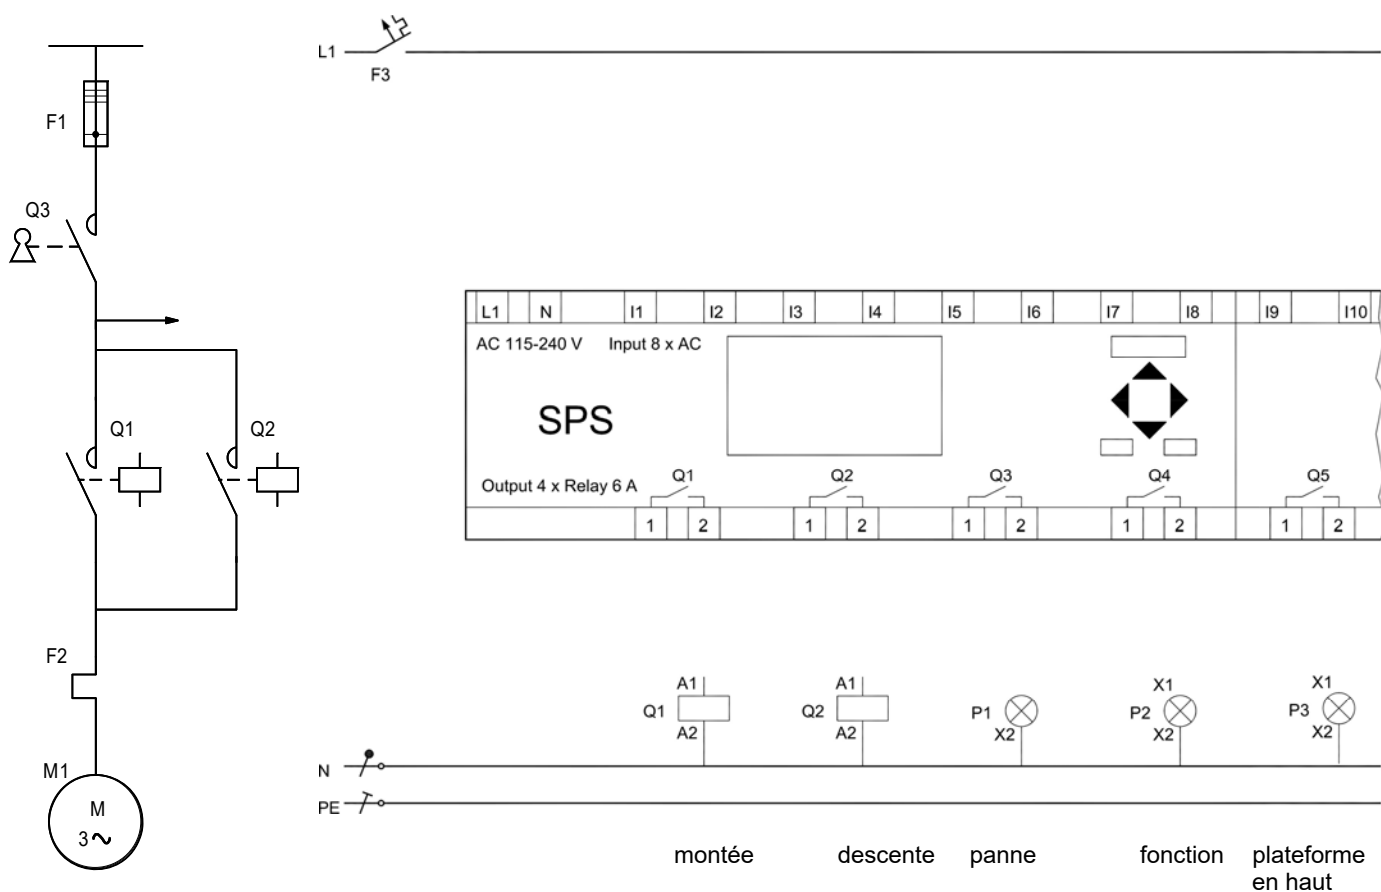 L1
F3
F1
Q3
L1 N I1 I2 I3 I4 I5 I6 I7 I8 I9 I10
AC 115-240 V Input 8 x AC
SPS
Q1 Q2
Output 4 x Relay 6 A
Q1 Q2 Q3 Q4 Q5
1 2 1 2 1 2 1 2 1 2
F2
A1 A1 X1 X1
Q1 Q2 P1 P2 P3
A2 A2 X2 X2 X2
N
M1
M
3~
PE
montée descente panne fonction plateforme
en haut